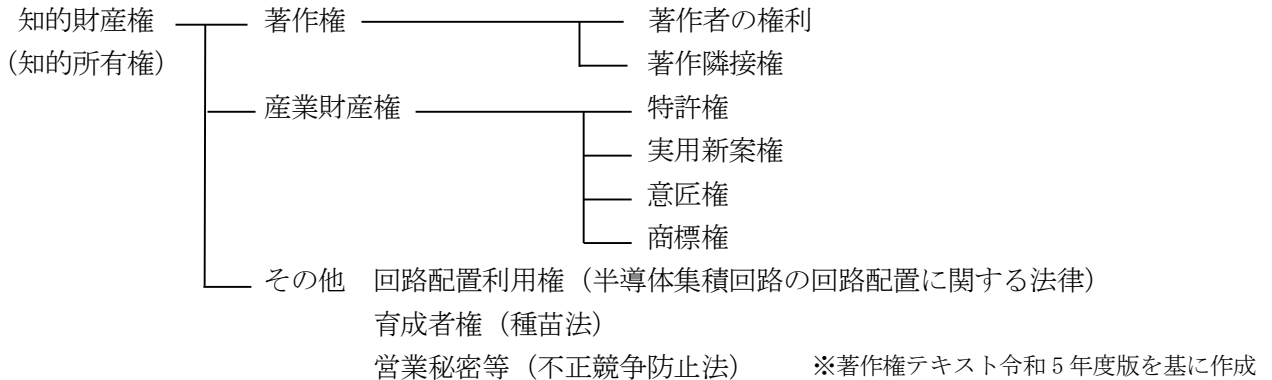 知的財産権 著作権 著作者の権利
（知的所有権） 著作隣接権
産業財産権 特許権
実用新案権
意匠権
商標権
その他 回路配置利用権（半導体集積回路の回路配置に関する法律）
育成者権（種苗法）
営業秘密等（不正競争防止法） ※著作権テキスト令和５年度版を基に作成